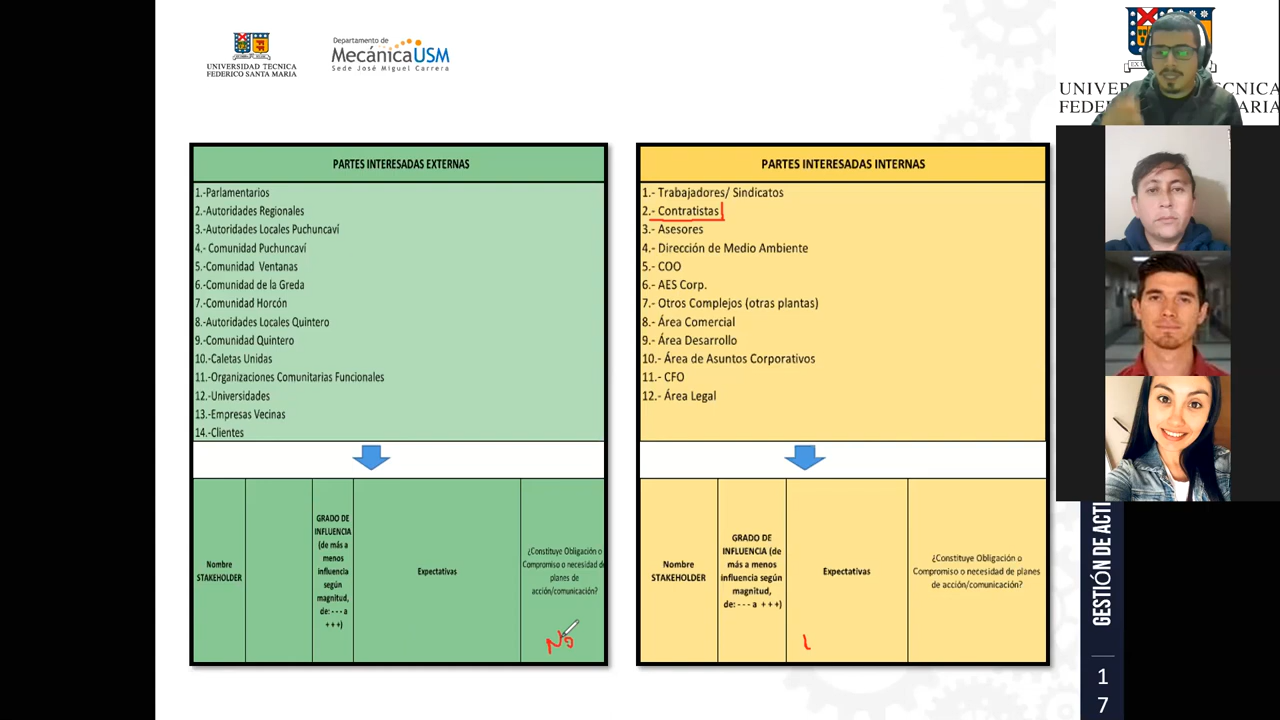 UNIVERSIDAD TECNICA
FEDERICO SANTA MARIA
Departamento de
MecánicaUSM
Sede José Miguel Carrera
PARTES INTERESADAS EXTERNAS
1.-Parlamentarios
2.-Autoridades Regionales
3.-Autoridades Locales Puchuncaví
4.- Comunidad Puchuncaví
5.-Comunidad Ventanas
6.-Comunidad de la Greda
7.-Comunidad Horcón
8.-Autoridades Locales Quintero
9.-Comunidad Quintero
10.-Caletas Unidas
11.-Organizaciones Comunitarias Funcionales
12.-Universidades
13.-Empresas Vecinas
14.-Clientes
Nombre
STAKEHOLDER
GRADO DE
INFLUENCIA
(de más a
menos
influencia
según
magnitud,
de: - - - a
+ + +)
Expectativas
¿Constituye Obligación o
Compromiso o necesidad de
planes de
acción/comunicación?
No
PARTES INTERESADAS INTERNAS
1.- Trabajadores/ Sindicatos
2.- Contratistas
3.- Asesores
4.- Dirección de Medio Ambiente
5.- COO
6.- AES Corp.
7.- Otros Complejos (otras plantas)
8.- Área Comercial
9.- Área Desarrollo
10.- Área de Asuntos Corporativos
11.- CFO
12.- Área Legal
Nombre
STAKEHOLDER
GRADO DE
INFLUENCIA (de
más a menos
influencia según
magnitud,
de: - - - a + + +)
Expectativas
¿Constituye Obligación o
Compromiso o necesidad de planes
de acción/comunicación?
UNIVER TECNICA
FEDE MARIA
GESTIÓN DE ACTI
1
7